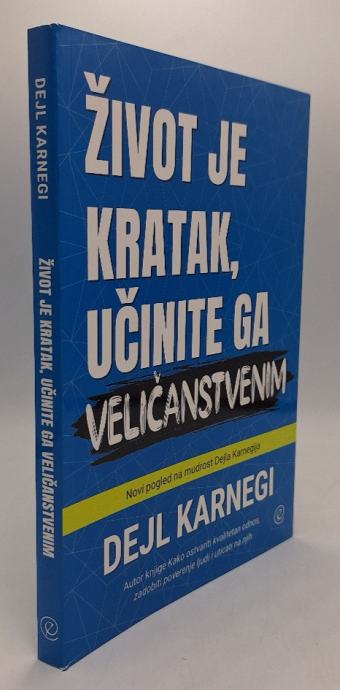 DEJL KARNEGI
ŽIVOT JE KRATAK, UČINITE GA VELIČANSTVENIM
e
ŽIVOT JE
KRATAK,
UČINITE GA
VELIČANSTVENIM
Novi pogled na mudrost Dejla Karnegija
DEJL KARNEGI
e
Autor knjige Kako ostvariti kvalitetan odnos,
zadobiti poverenje ljudi i uticati na njih